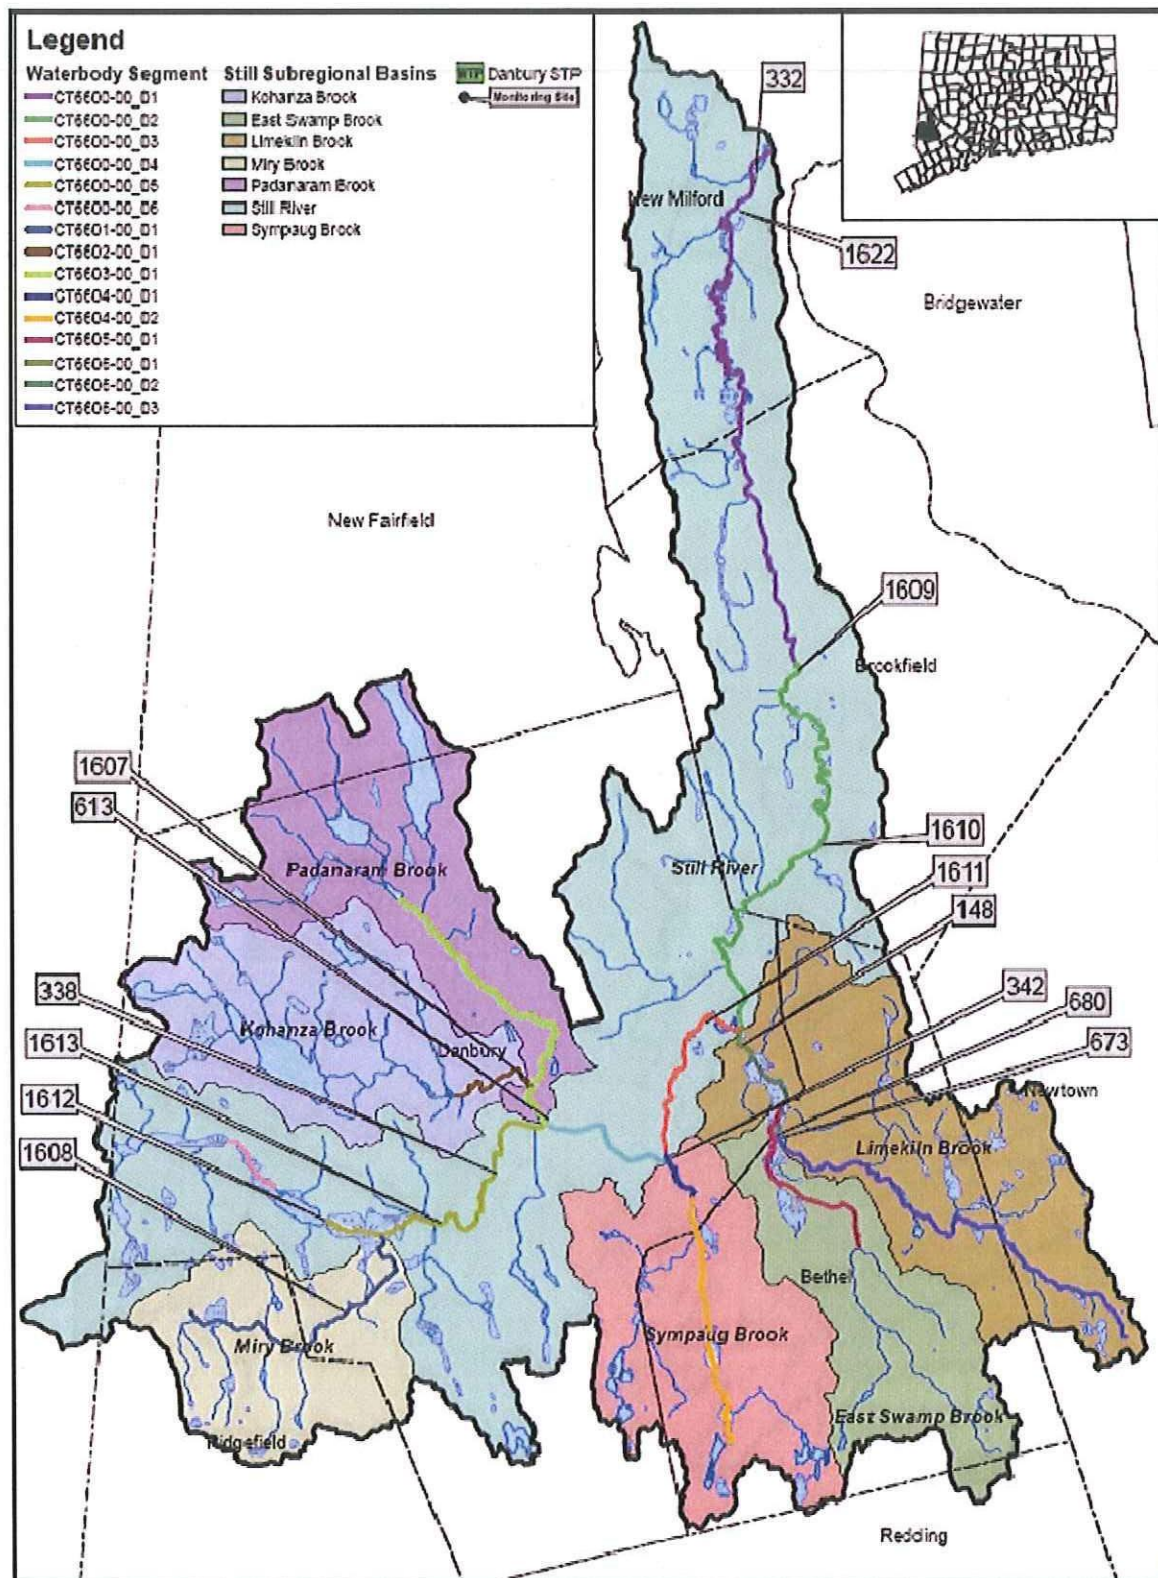 Legend
Waterbody Segment
CT6600-00_01
CT6600-00_02
CT6600-00_03
CT6600-00_04
CT6600-00_05
CT6600-00_06
CT6601-00_01
CT6602-00_01
CT6603-00_01
CT6604-00_01
CT6604-00_02
CT6605-00_01
CT6606-00_01
CT6606-00_02
CT6606-00_03
Still Subregional Basins
Kohanza Brook
East Swamp Brook
Limekiln Brook
Miry Brook
Padanaram Brook
Still River
Sympaug Brook
Danbury STP
Monitoring Site
332
New Milford
1622
Bridgewater
New Fairfield
1609
Brookfield
1607
613
1610
Padanaram Brook
Still River
1611
148
338
342
Kohanza Brook
Danbury
680
1613
673
1612
Newtown
Limekiln Brook
1608
Bethel
Miry Brook
Sympaug Brook
East Swamp Brook
Ridgefield
Redding